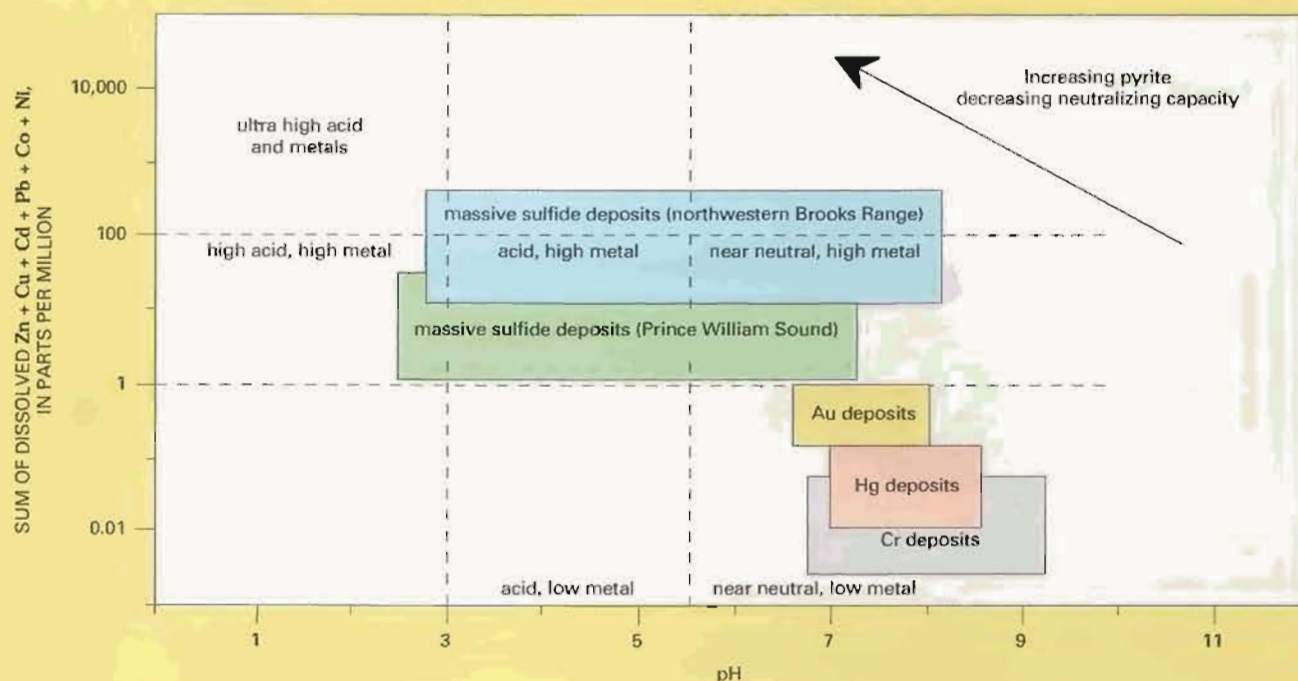 SUM OF DISSOLVED Zn + Cu + Cd + Pb + Co + Ni,
IN PARTS PER MILLION
10,000
100
1
0.01
Increasing pyrite
decreasing neutralizing capacity
ultra high acid
and metals
massive sulfide deposits (northwestern Brooks Range)
high acid, high metal
acid, high metal
near neutral, high metal
massive sulfide deposits (Prince William Sound)
Au deposits
Hg deposits
Cr deposits
acid, low metal
near neutral, low metal
1
3
5
7
9
11
pH